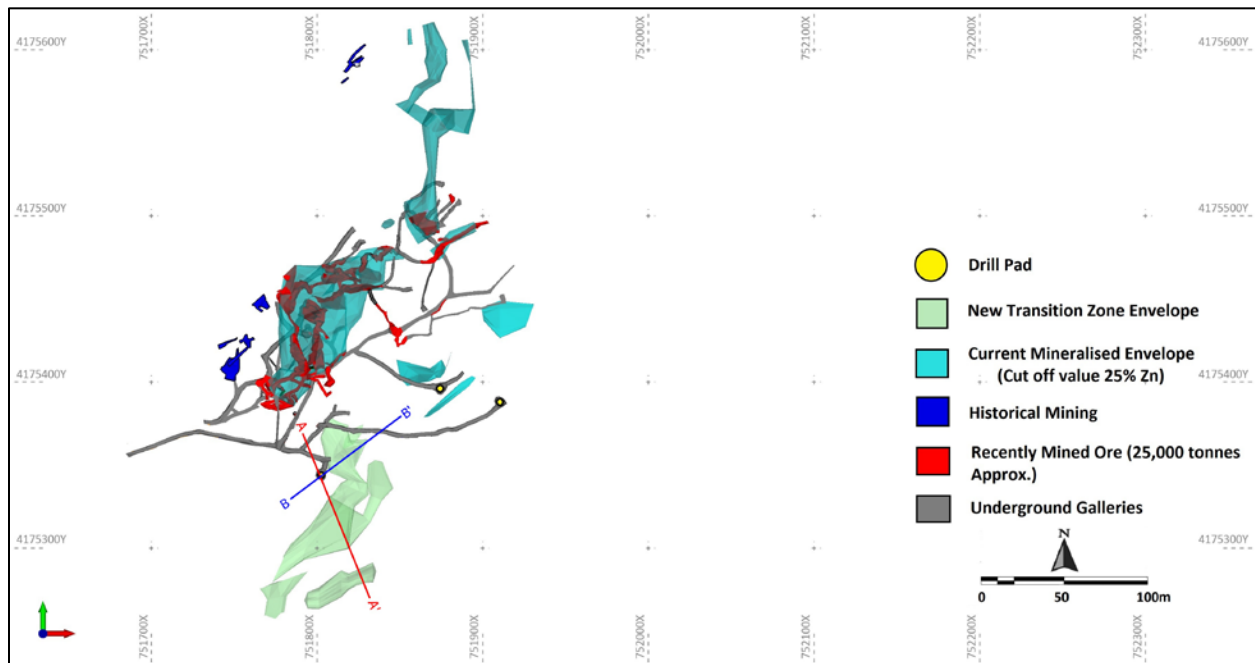 751700X 751800X 751900X 752000X 752100X 752200X 752300X
4175600Y 4175600Y
4175500Y 4175500Y
Drill Pad
New Transition Zone Envelope
Current Mineralised Envelope
(Cut off value 25% Zn)
4175400Y 4175400Y
Historical Mining
A B'
Recently Mined Ore (25,000 tonnes
Approx.)
B
Underground Galleries
N
4175300Y 4175300Y
0 50 100m
A'
751700X 751800X 751900X 752000X 752100X 752200X 752300X